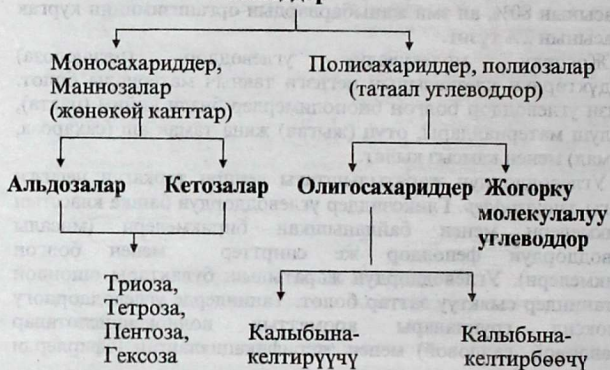 Моносахариддер,
Маннозалар
(жөнөкөй канттар)
Полисахариддер, полиозалар
(татаал углеводдор)
Альдозалар
Кетозалар
Олигосахариддер
Жогорку
молекулалуу
углеводдор
Триоза,
Тетроза,
Пентоза,
Гексоза
Калыбына-
келтирүүчү
Калыбына-
келтирбөөчү